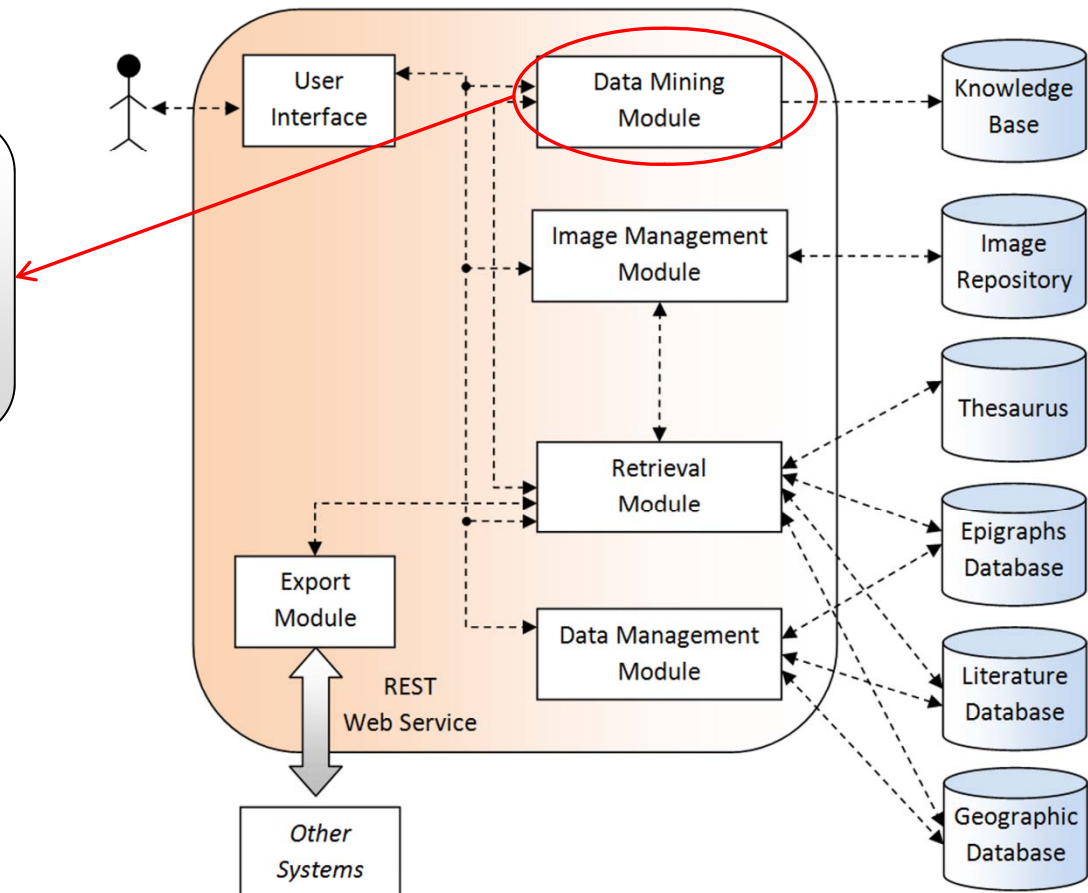 User
Interface
Data Mining
Module
Knowledge
Base
Image Management
Module
Image
Repository
Thesaurus
Retrieval
Module
Epigraphs
Database
Export
Module
Data Management
Module
REST
Web Service
Literature
Database
Other
Systems
Geographic
Database